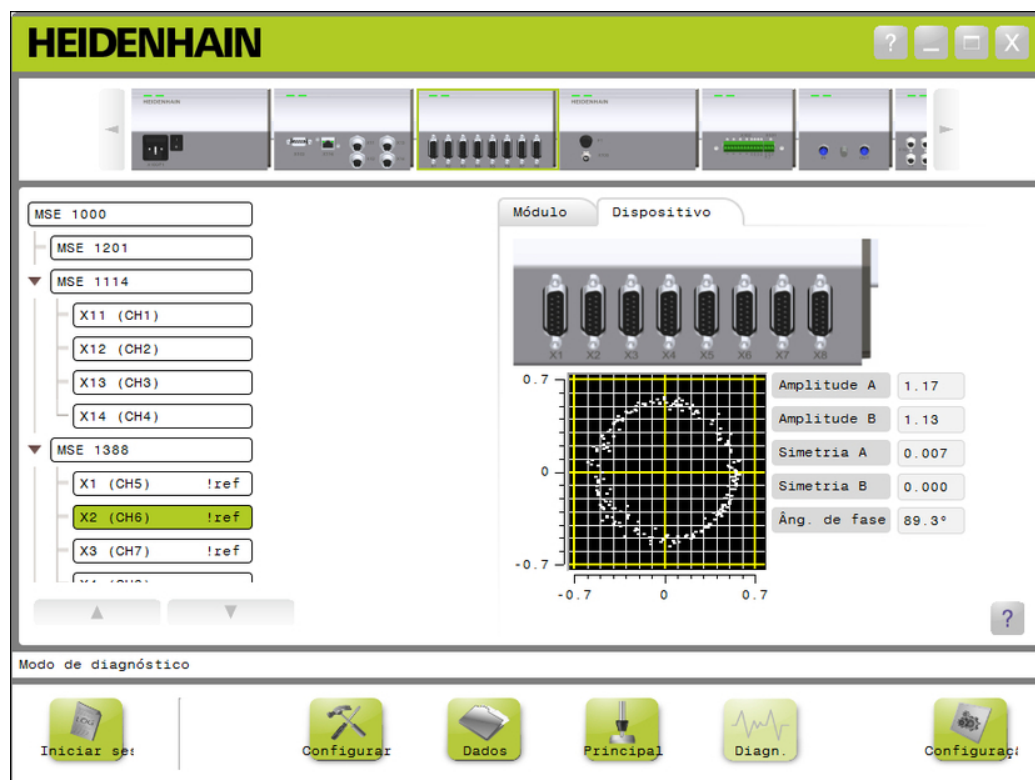 HEIDENHAIN
?
X
HEIDENHAIN
HEIDENHAIN
MSE 1000
MSE 1201
MSE 1114
X11 (CH1)
X12 (CH2)
X13 (CH3)
X14 (CH4)
MSE 1388
X1 (CH5) !ref
X2 (CH6) !ref
X3 (CH7) !ref
Módulo
Dispositivo
X1 X2 X3 X4 X5 X6 X7 X8
0.7
0
-0.7
-0.7 0 0.7
Amplitude A 1.17
Amplitude B 1.13
Simetria A 0.007
Simetria B 0.000
Âng. de fase 89.3°
?
Modo de diagnóstico
LOG
Iniciar ses
Configurar
Dados
Principal
Diagn.
Configuraçã